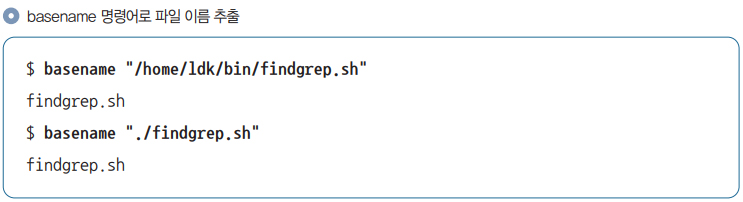 basename 명령어로 파일 이름 추출
$ basename "/home/ldk/bin/findgrep.sh"
findgrep.sh
$ basename "./findgrep.sh"
findgrep.sh